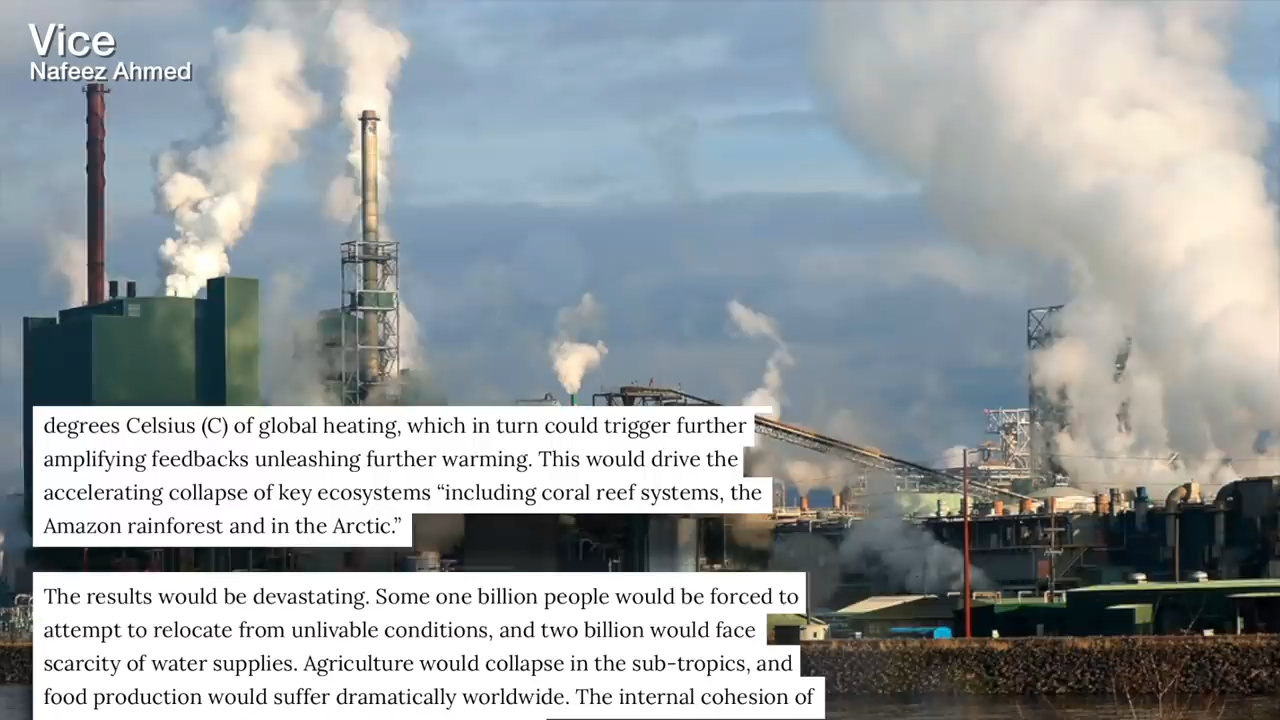 Vice
Nafeez Ahmed
degrees Celsius (C) of global heating, which in turn could trigger further
amplifying feedbacks unleashing further warming. This would drive the
accelerating collapse of key ecosystems “including coral reef systems, the
Amazon rainforest and in the Arctic.”
The results would be devastating. Some one billion people would be forced to
attempt to relocate from unlivable conditions, and two billion would face
scarcity of water supplies. Agriculture would collapse in the sub-tropics, and
food production would suffer dramatically worldwide. The internal cohesion of